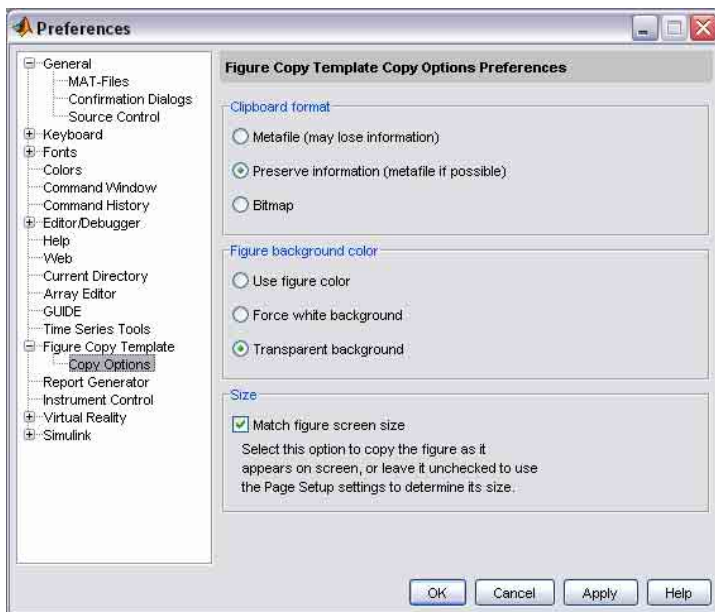 Preferences
General
MAT-Files
Confirmation Dialogs
Source Control
Keyboard
Fonts
Colors
Command Window
Command History
Editor/Debugger
Help
Web
Current Directory
Array Editor
GUIDE
Time Series Tools
Figure Copy Template
Copy Options
Report Generator
Instrument Control
Virtual Reality
Simulink
Figure Copy Template Copy Options Preferences
Clipboard format
Metafile (may lose information)
Preserve information (metafile if possible)
Bitmap
Figure background color
Use figure color
Force white background
Transparent background
Size
Match figure screen size
Select this option to copy the figure as it
appears on screen, or leave it unchecked to use
the Page Setup settings to determine its size.
OK
Cancel
Apply
Help